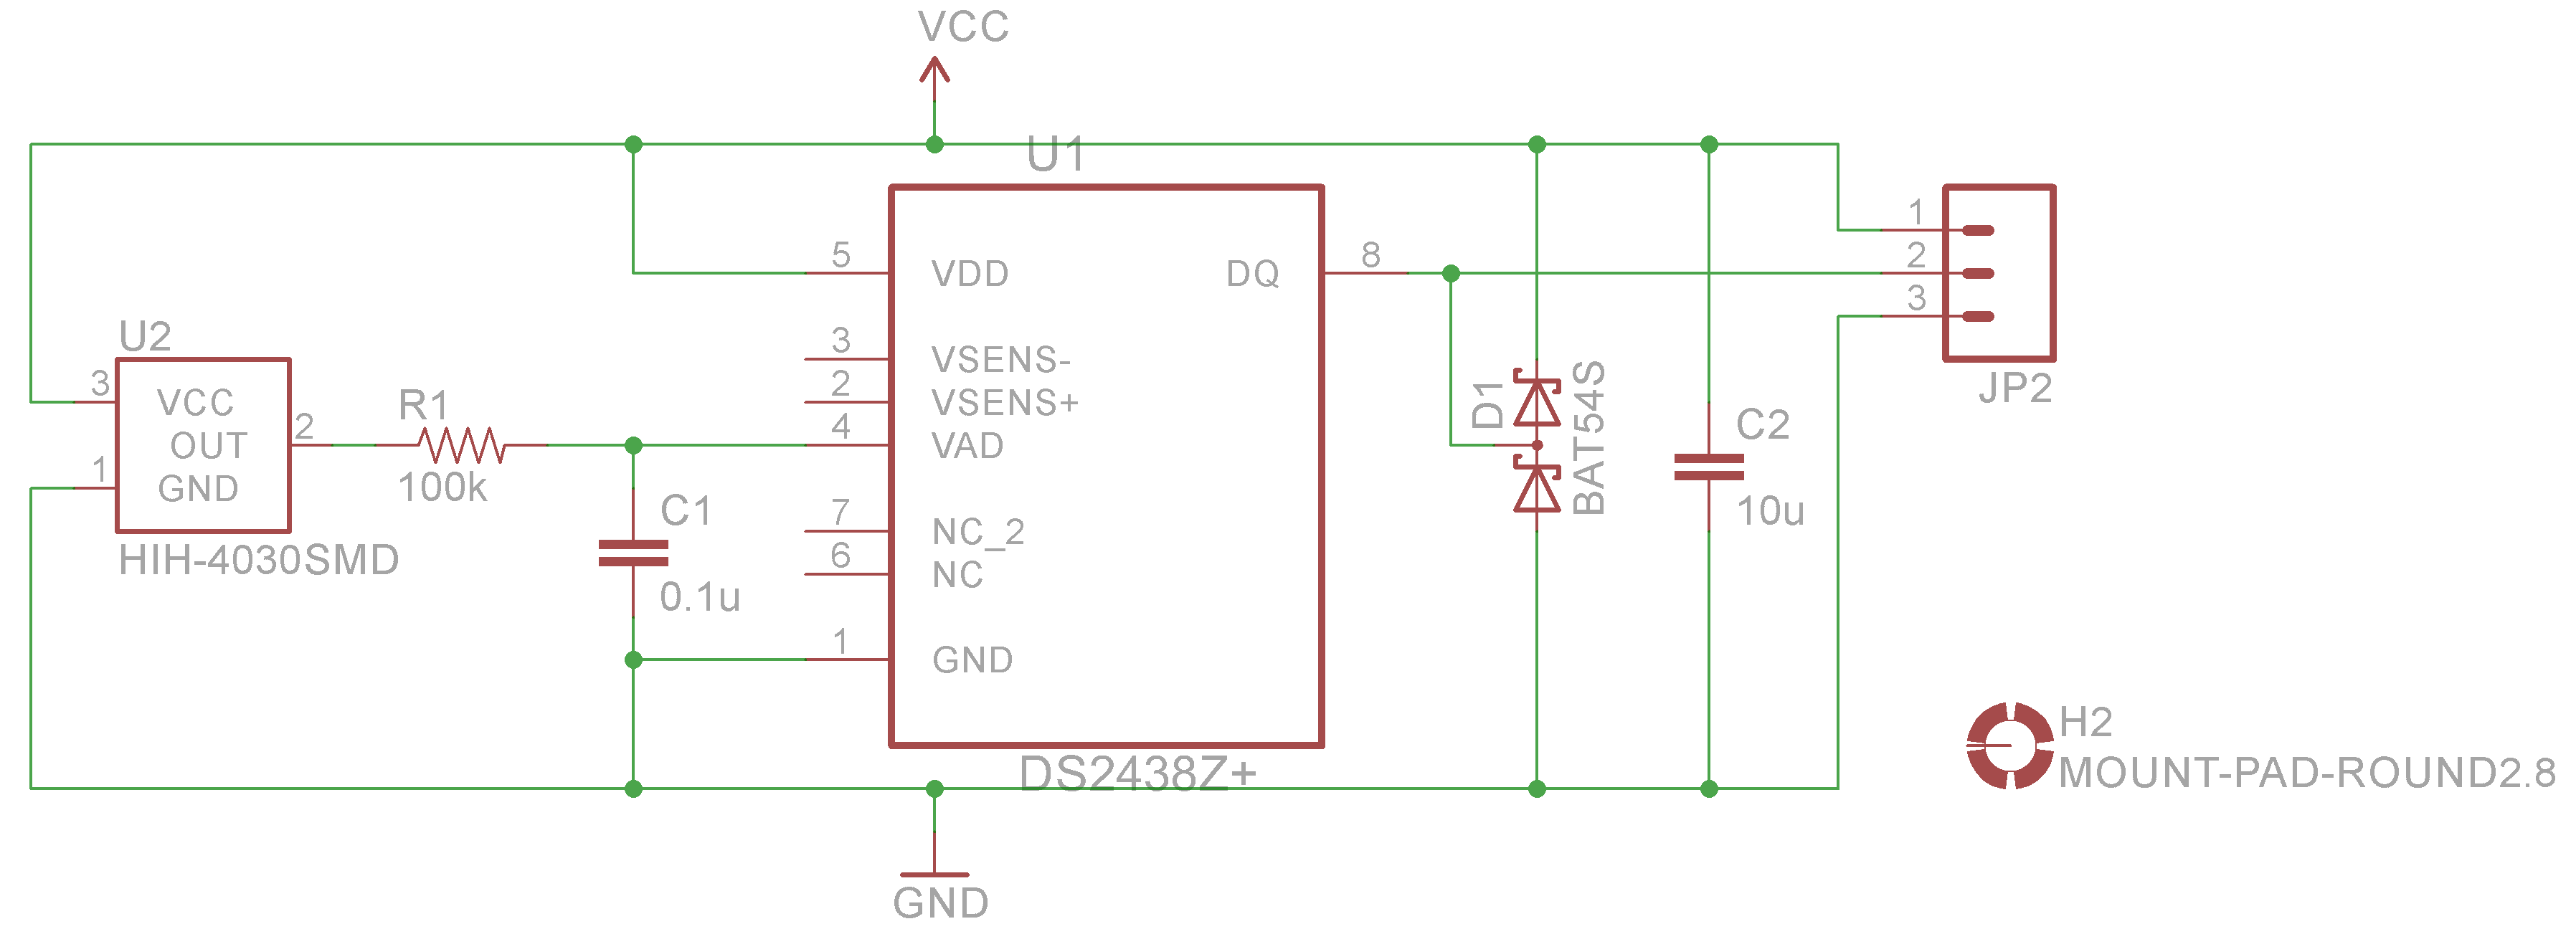 VCC
U1
5
VDD
DQ
8
1
2
3
JP2
3
VSENS-
2
VSENS+
4
VAD
7
NC_2
6
NC
1
GND
DS2438Z+
U2
3
VCC
OUT
2
1
GND
HIH-4030SMD
R1
100k
C1
0.1u
D1
BAT54S
C2
10u
H2
MOUNT-PAD-ROUND2.8
GND